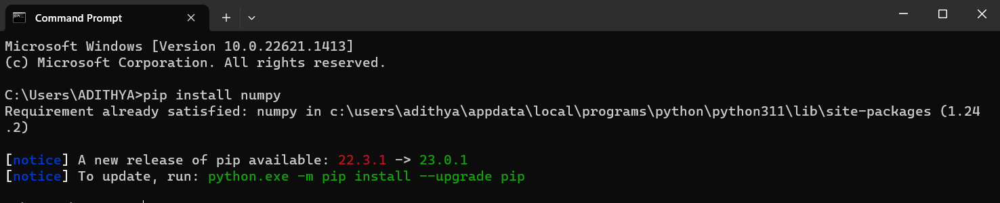 Command Prompt
Microsoft Windows [Version 10.0.22621.1413]
(c) Microsoft Corporation. All rights reserved.
C:\Users\ADITHYA>pip install numpy
Requirement already satisfied: numpy in c:\users\adithya\appdata\local\programs\python\python311\lib\site-packages (1.24
.2)
[notice] A new release of pip available: 22.3.1 -> 23.0.1
[notice] To update, run: python.exe -m pip install --upgrade pip